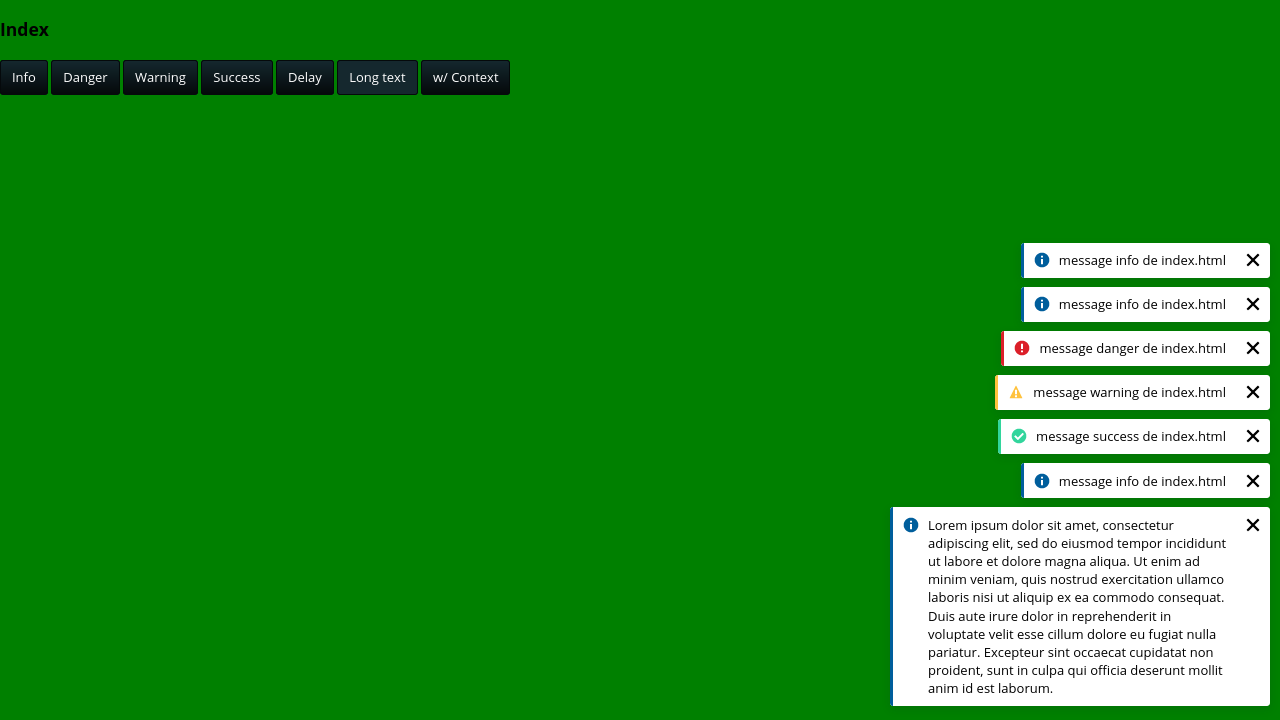 Index
Info Danger Warning Success Delay Long text w/ Context
message info de index.html
message info de index.html
message danger de index.html
message warning de index.html
message success de index.html
message info de index.html
Lorem ipsum dolor sit amet, consectetur
adipiscing elit, sed do eiusmod tempor incididunt
ut labore et dolore magna aliqua. Ut enim ad
minim veniam, quis nostrud exercitation ullamco
laboris nisi ut aliquip ex ea commodo consequat.
Duis aute irure dolor in reprehenderit in
voluptate velit esse cillum dolore eu fugiat nulla
pariatur. Excepteur sint occaecat cupidatat non
proident, sunt in culpa qui officia deserunt mollit
anim id est laborum.